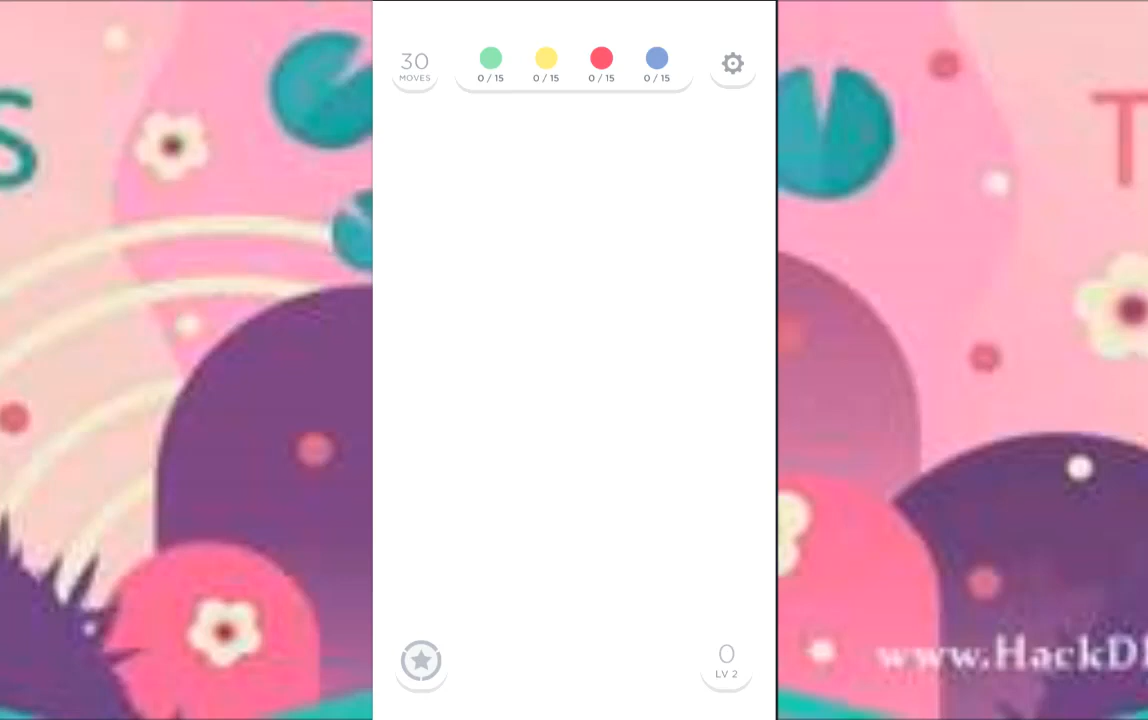 S
30
MOVES
0 / 15
0 / 15
0 / 15
0 / 15
T
0
LV 2
www.HackD